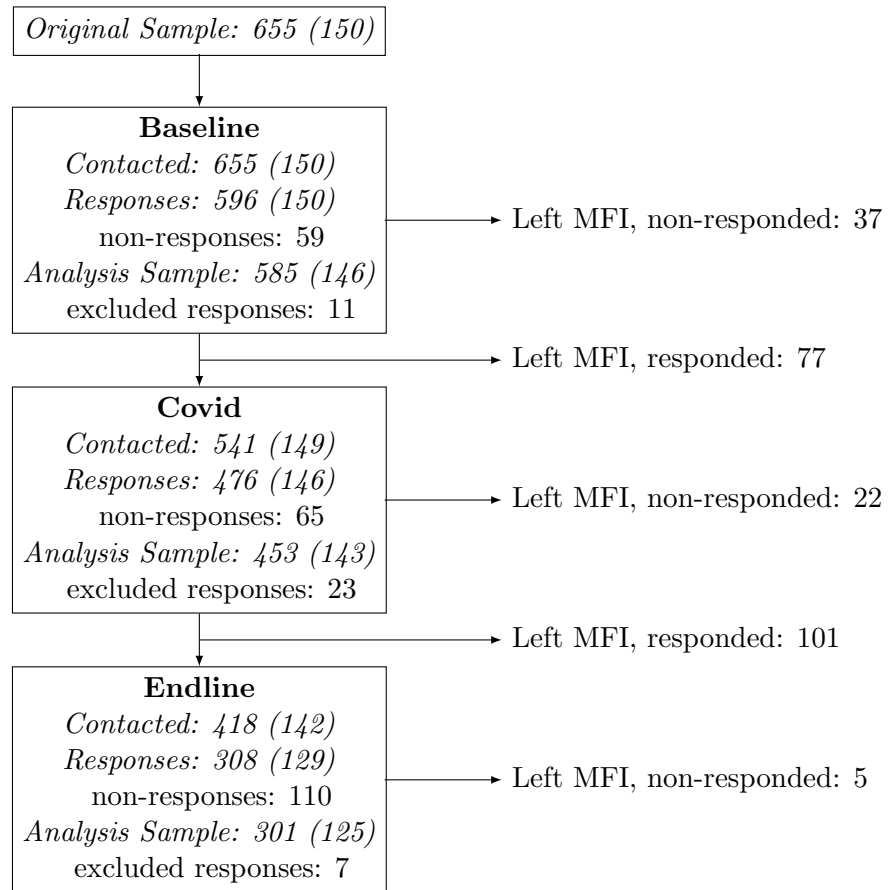 Original Sample: 655 (150)
Baseline
Contacted: 655 (150)
Responses: 596 (150)
non-responses: 59
Analysis Sample: 585 (146)
excluded responses: 11
Left MFI, non-responded: 37
Left MFI, responded: 77
Covid
Contacted: 541 (149)
Responses: 476 (146)
non-responses: 65
Analysis Sample: 453 (143)
excluded responses: 23
Left MFI, non-responded: 22
Left MFI, responded: 101
Endline
Contacted: 418 (142)
Responses: 308 (129)
non-responses: 110
Analysis Sample: 301 (125)
excluded responses: 7
Left MFI, non-responded: 5